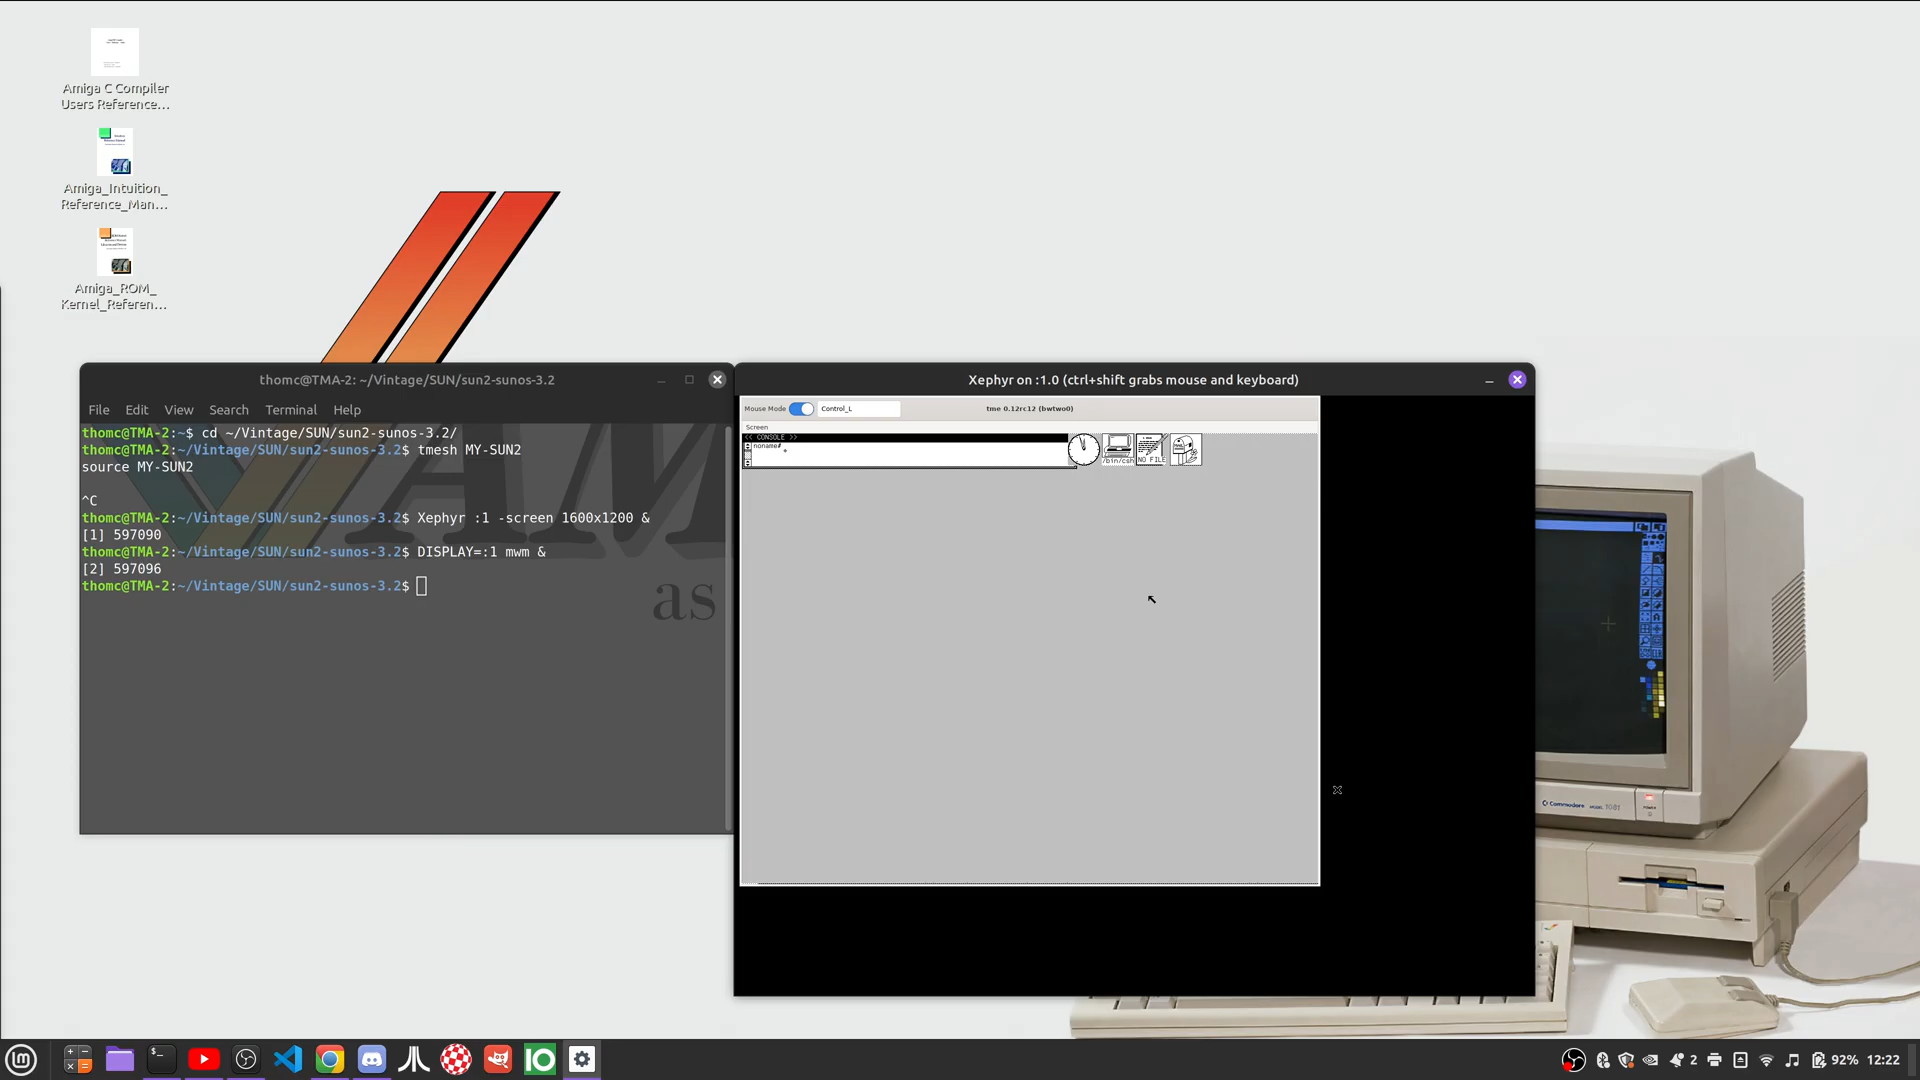 Amiga C Compiler
Users Reference...
Amiga_Intuition_
Reference_Man...
Amiga_ROM_
Kernel_Referen...
thomc@TMA-2: ~/Vintage/SUN/sun2-sunos-3.2
File Edit View Search Terminal Help
thomc@TMA-2:~$ cd ~/Vintage/SUN/sun2-sunos-3.2/
thomc@TMA-2:~/Vintage/SUN/sun2-sunos-3.2$ tmesh MY-SUN2
source MY-SUN2
^C
thomc@TMA-2:~/Vintage/SUN/sun2-sunos-3.2$ Xephyr :1 -screen 1600x1200 &
[1] 597090
thomc@TMA-2:~/Vintage/SUN/sun2-sunos-3.2$ DISPLAY=:1 mwm &
[2] 597096
thomc@TMA-2:~/Vintage/SUN/sun2-sunos-3.2$
AM
as
Xephyr on :1.0 (ctrl+shift grabs mouse and keyboard)
Mouse Mode Control_L tme 0.12rc12 (bwtwo0)
Screen
<< CONSOLE >>
noname#
/bin/csh
NO FILE
Commodore MODEL 1081
POWER
2 92% 12:22